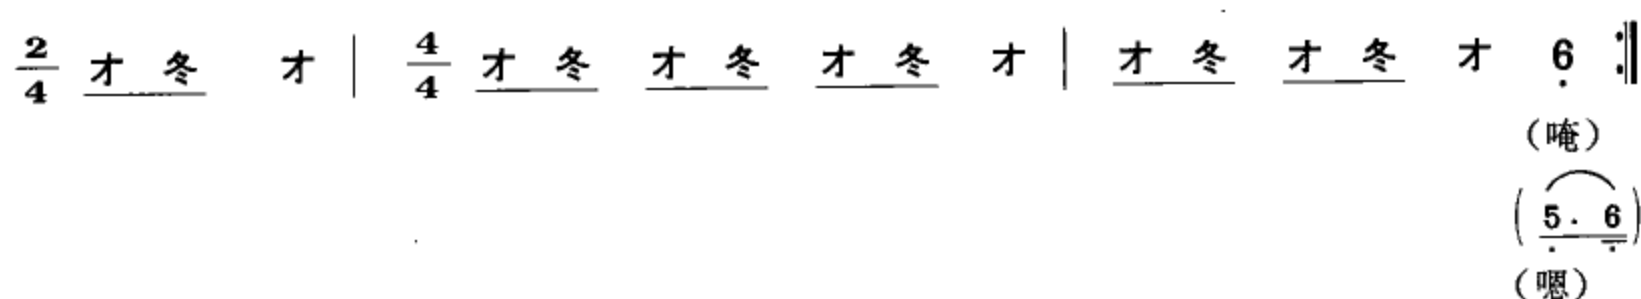 2/4 才 冬 才 | 4/4 才 冬 才 冬 才 冬 才 | 才 冬 才 冬 才 6 :‖
（唵）
( 5 · 6 )
（嗯）